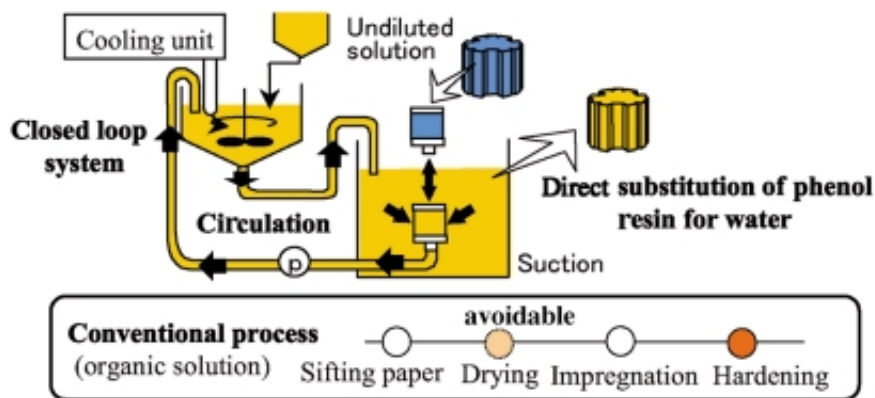 Cooling unit
Undiluted
solution
Closed loop
system
Circulation
Direct substitution of phenol
resin for water
p
Suction
Conventional process
(organic solution)
avoidable
Sifting paper Drying Impregnation Hardening